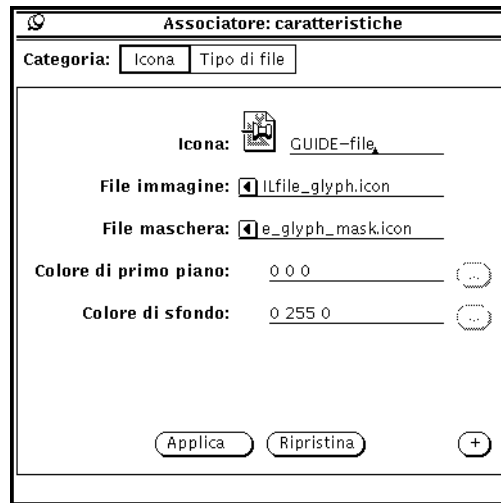 Associatore: caratteristiche
Categoria: Icona Tipo di file
Icona: GUIDE-file
File immagine: ILfile_glyph.icon
File maschera: e_glyph_mask.icon
Colore di primo piano: 0 0 0 ...
Colore di sfondo: 0 255 0 ...
Applica Ripristina +